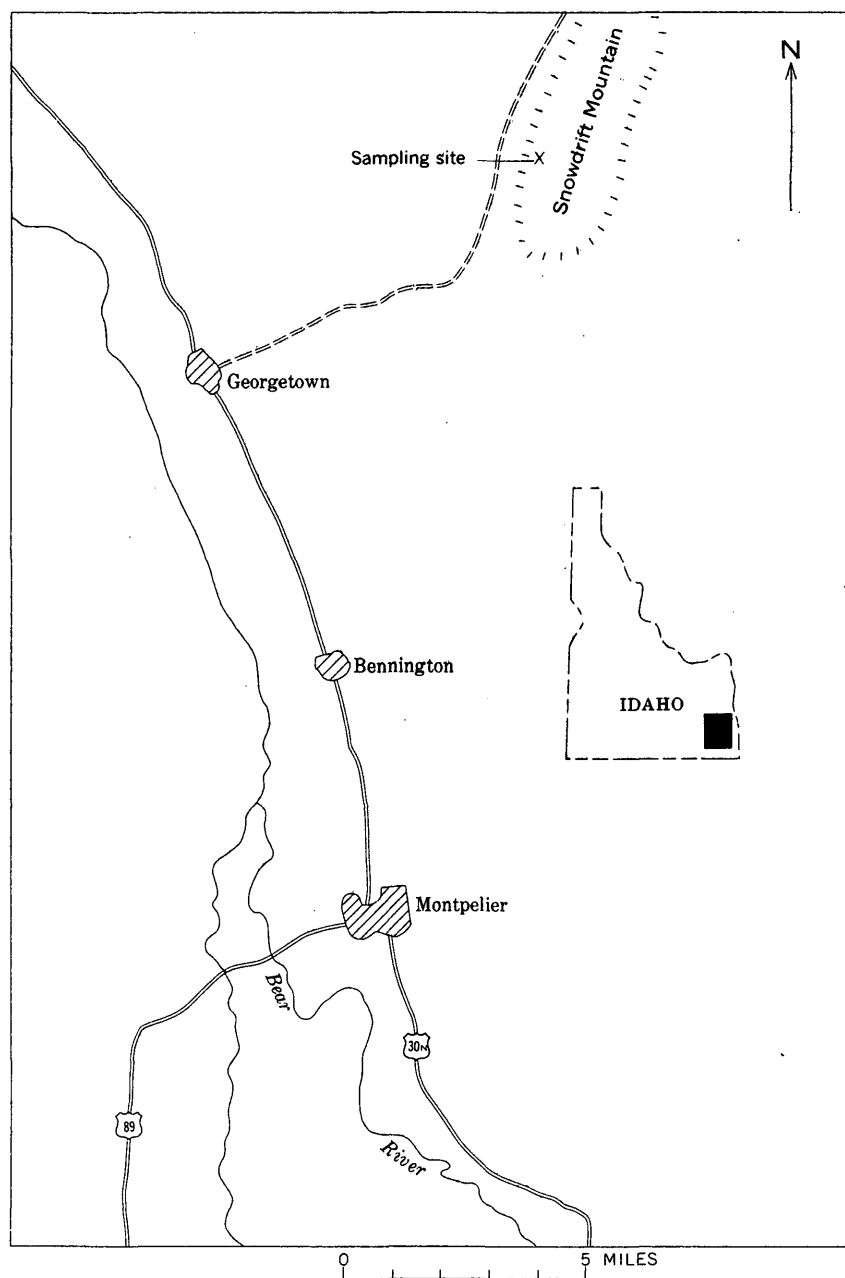 N
Snowdrift Mountain
Sampling site X
Georgetown
Bennington
IDAHO
Montpelier
Bear
30N
89
River
0 5 MILES